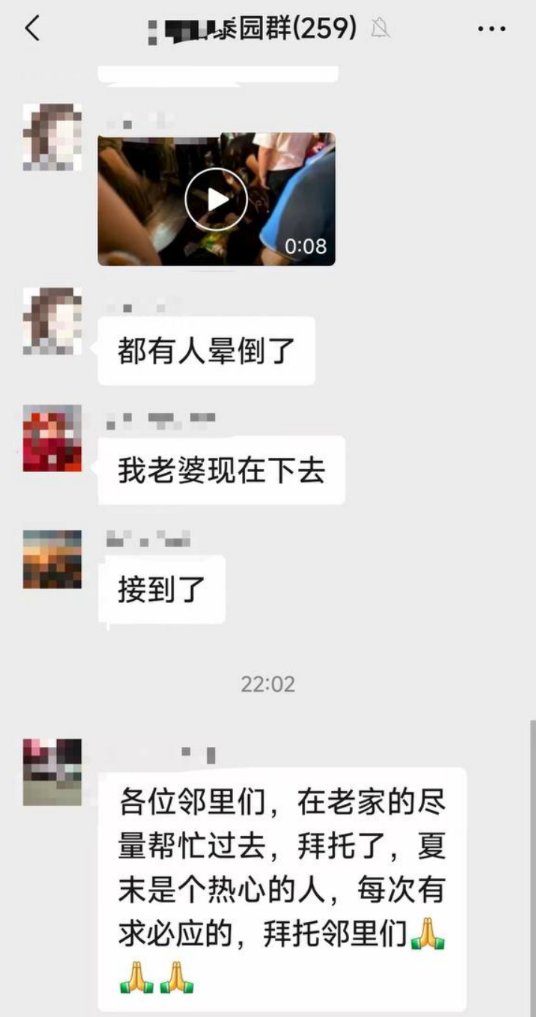 园群(259)
0:08
都有人晕倒了
我老婆现在下去
接到了
22:02
各位邻里们，在老家的尽
量帮忙过去，拜托了，夏
末是个热心的人，每次有
求必应的，拜托邻里们🙏
🙏🙏